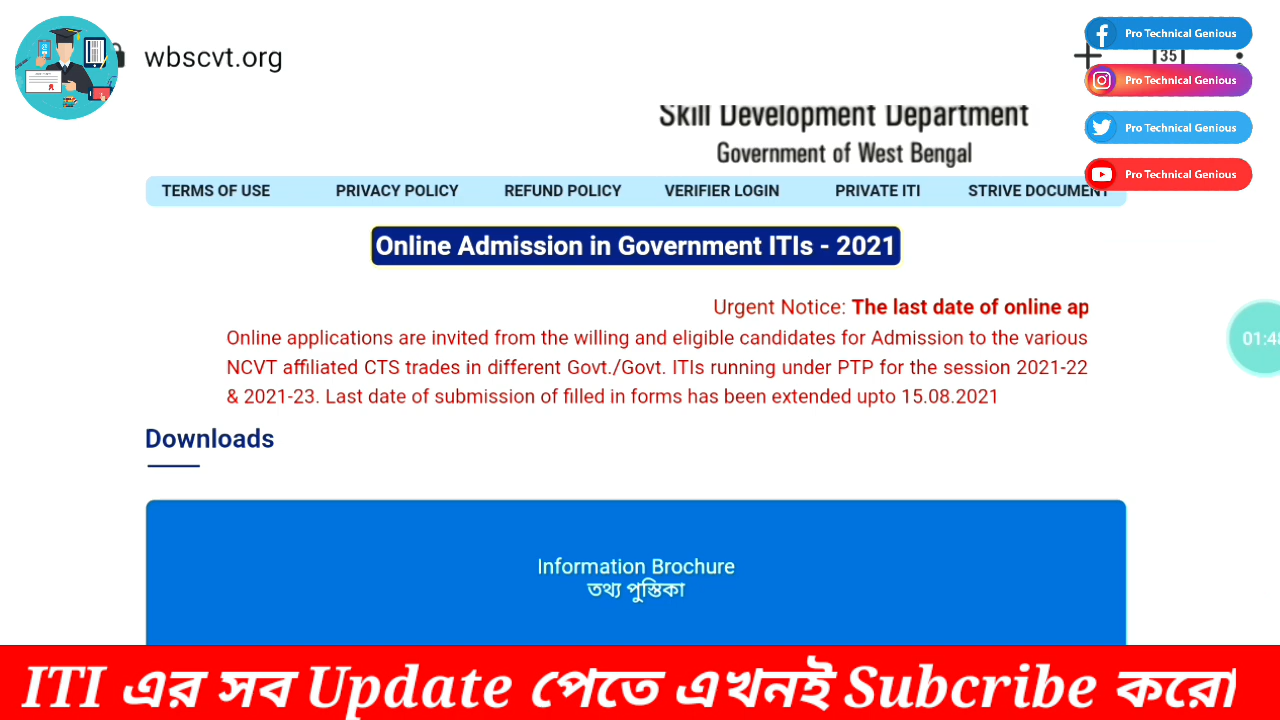 wbscvt.org
35
Pro Technical Genious
Pro Technical Genious
Pro Technical Genious
Pro Technical Genious
Skill Development Department
Government of West Bengal
TERMS OF USE PRIVACY POLICY REFUND POLICY VERIFIER LOGIN PRIVATE ITI STRIVE DOCUMENT
Online Admission in Government ITIs - 2021
Urgent Notice: The last date of online ap
Online applications are invited from the willing and eligible candidates for Admission to the various
NCVT affiliated CTS trades in different Govt./Govt. ITIs running under PTP for the session 2021-22
& 2021-23. Last date of submission of filled in forms has been extended upto 15.08.2021
Downloads
Information Brochure
তথ্য পুস্তিকা
ITI এর সব Update পেতে এখনই Subcribe করো